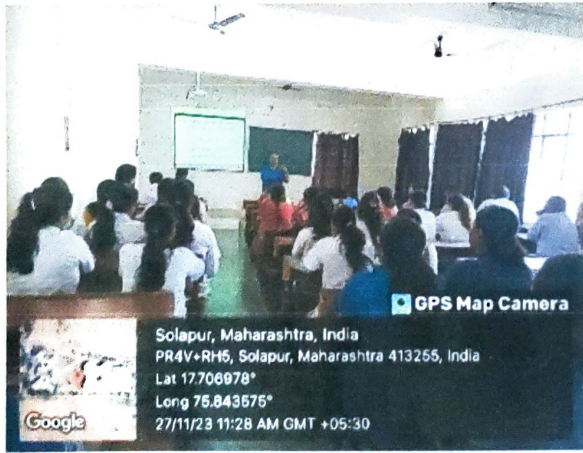 GPS Map Camera
Solapur, Maharashtra, India
PR4V+RH5, Solapur, Maharashtra 413255, India
Lat 17.706978°
Long 75.843575°
27/11/23 11:28 AM GMT +05:30
Google